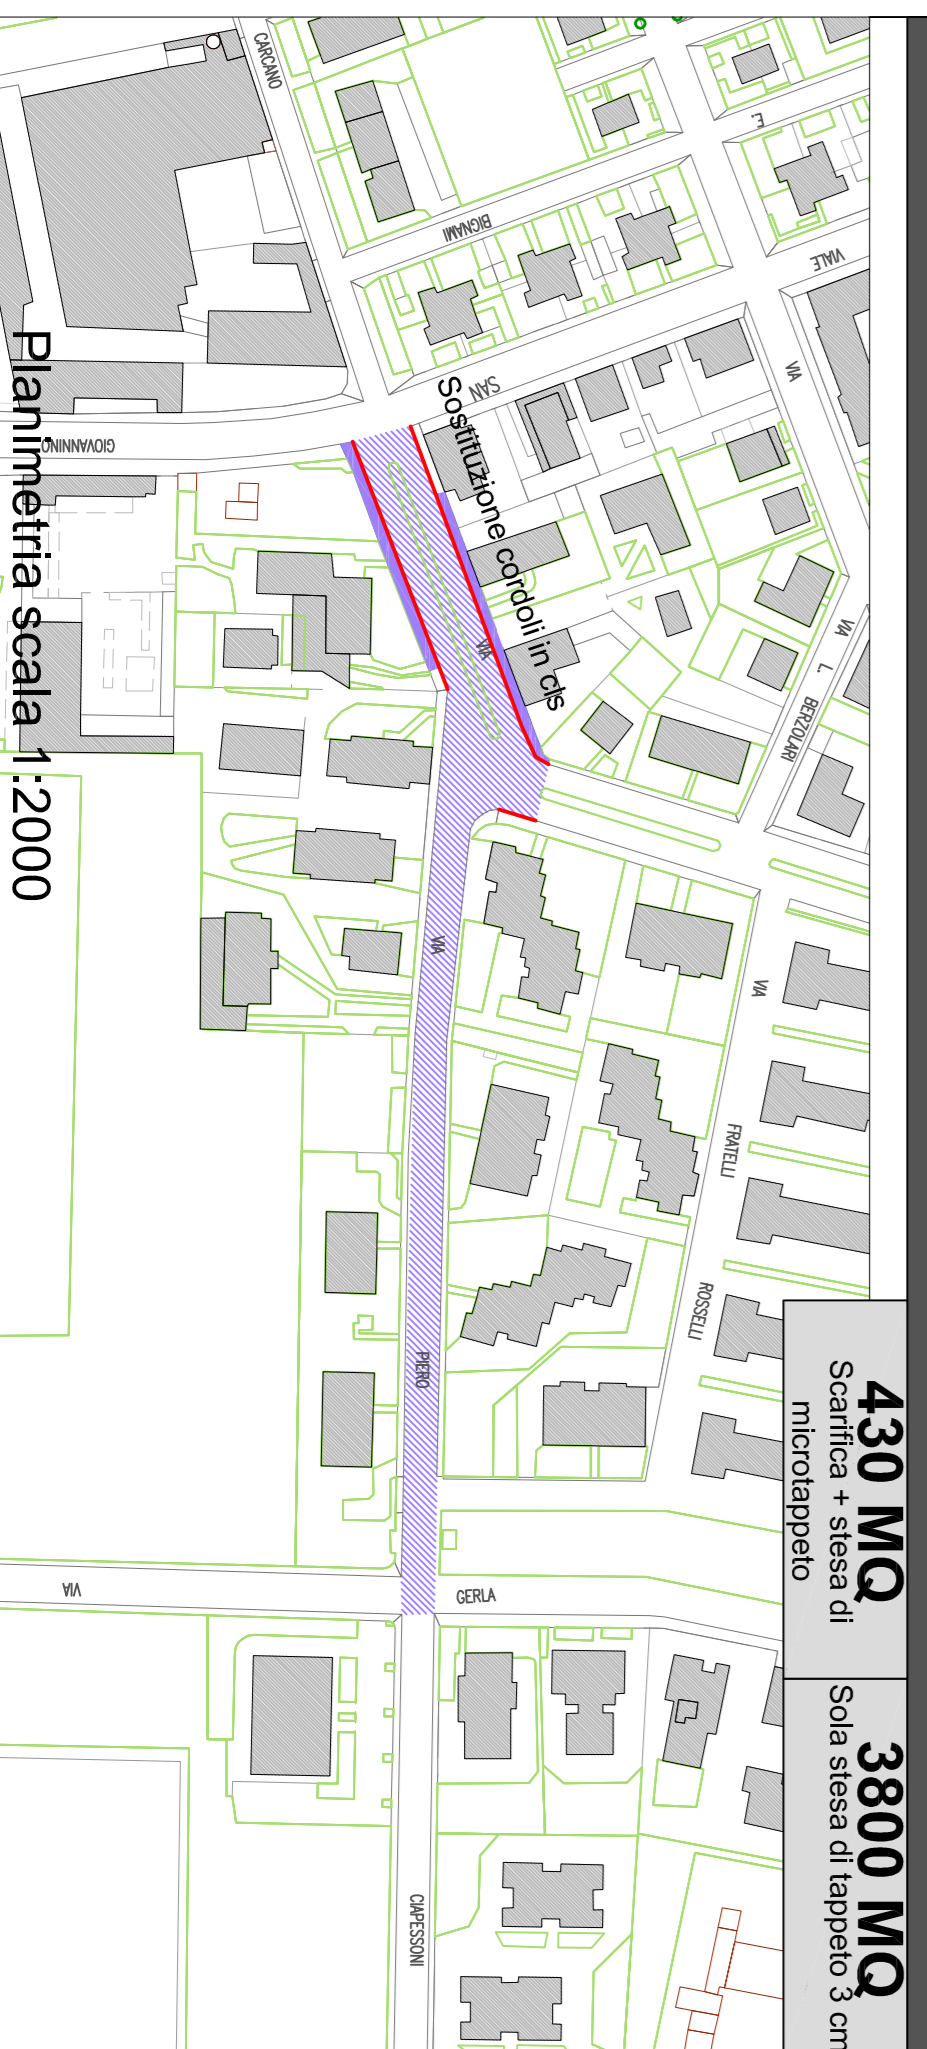 430 MQ
Scarifica + stesa di
microtappeto
3800 MQ
Sola stesa di tappeto 3 cm
E.
VIALE
VIA
VIA
L.
BERZOLARI
VIA
FRATELLI
ROSSELLI
CARCANO
BIGNAMI
SAN
Sostituzione cordoli in cls
VIA
VIA
PIERO
GERLA
CIAPESSONI
GIOVANNINO
VIA
Planimetria scala 1:2000